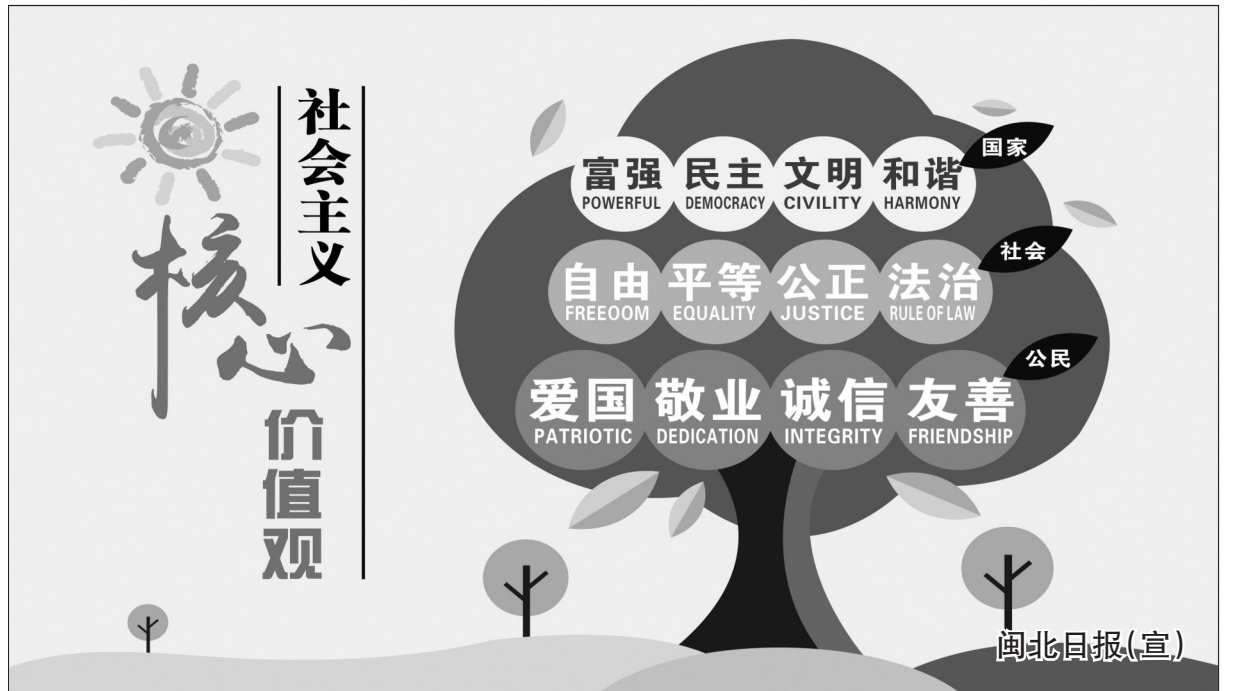 社会主义
核心
价值观
富强 民主 文明 和谐 国家
POWERFUL DEMOCRACY CIVILITY HARMONY
自由 平等 公正 法治 社会
FREEOOM EQUALITY JUSTICE RULE OF LAW
爱国 敬业 诚信 友善 公民
PATRIOTIC DEDICATION INTEGRITY FRIENDSHIP
闽北日报(宣)